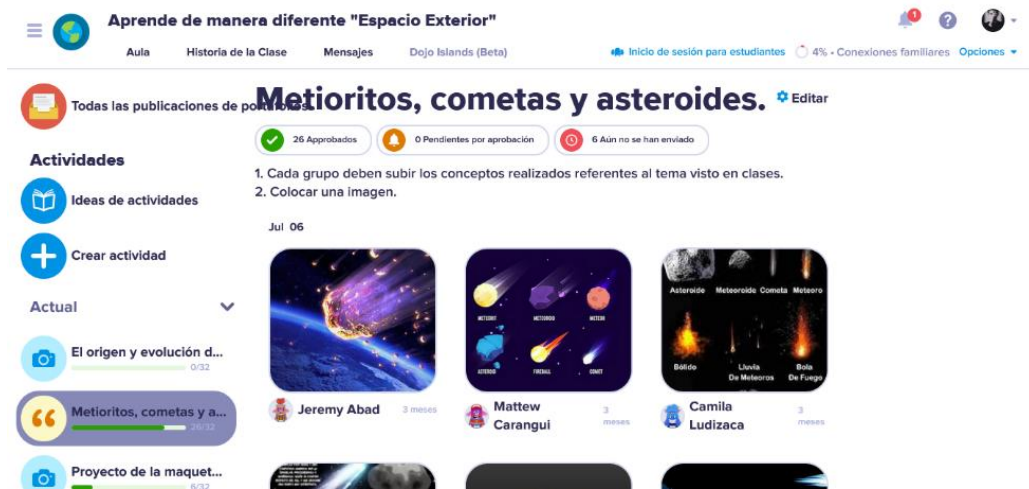 Aprende de manera diferente "Espacio Exterior"
1
Aula Historia de la Clase Mensajes Dojo Islands (Beta) Inicio de sesión para estudiantes 4% • Conexiones familiares Opciones
Todas las publicaciones de portafolios
Metioritos, cometas y asteroides. Editar
26 Approbados 0 Pendientes por aprobación 6 Aún no se han enviado
Actividades
1. Cada grupo deben subir los conceptos realizados referentes al tema visto en clases.
2. Colocar una imagen.
Ideas de actividades
Jul 06
Crear actividad
Actual
El origen y evolución d...
0/32
Metioritos, cometas y a...
26/32
Proyecto de la maquet...
6/32
METEORIT METEOROID METEOR
ASTEROID FIREBALL COMET
Asteroide Meteoroide Cometa Meteoro
Bólido Lluvia De Meteoros Bola De Fuego
Jeremy Abad 3 meses
Mattew Carangui 3 meses
Camila Ludizaca 3 meses